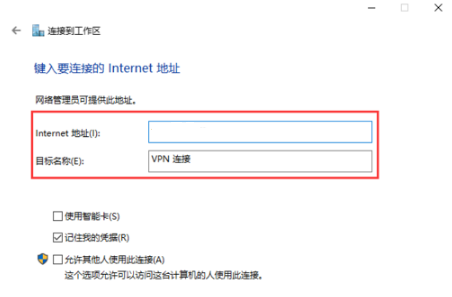 连接到工作区
键入要连接的 Internet 地址
网络管理员可提供此地址。
Internet 地址(I):
目标名称(E): VPN 连接
使用智能卡(S)
记住我的凭据(R)
允许其他人使用此连接(A)
这个选项允许可以访问这台计算机的人使用此连接。